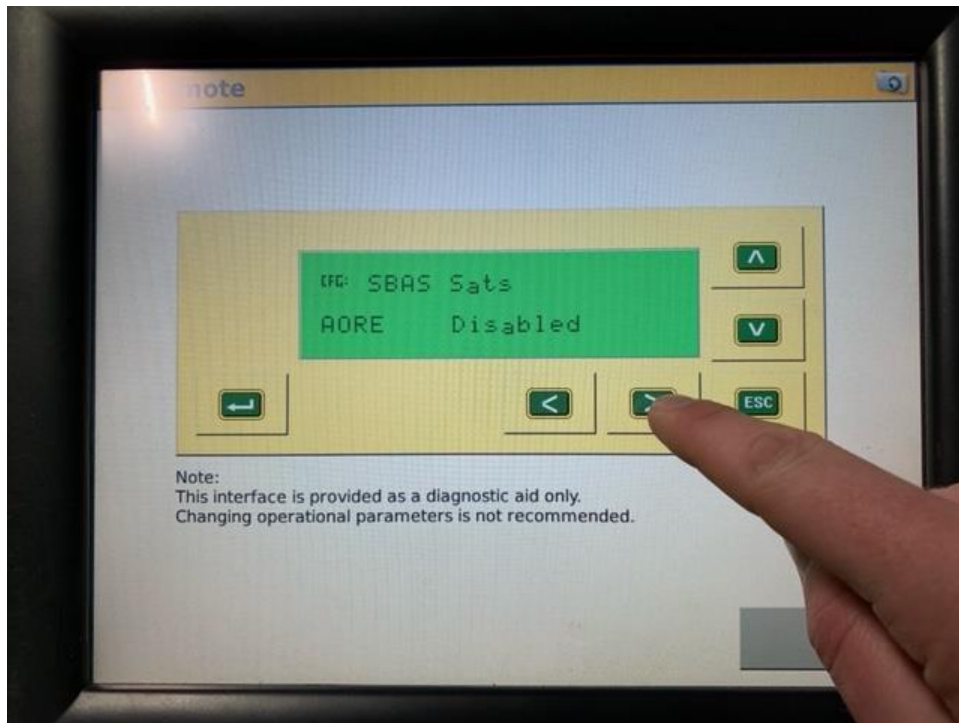 mote
CFG: SBAS Sats
AORE Disabled
ESC
Note:
This interface is provided as a diagnostic aid only.
Changing operational parameters is not recommended.